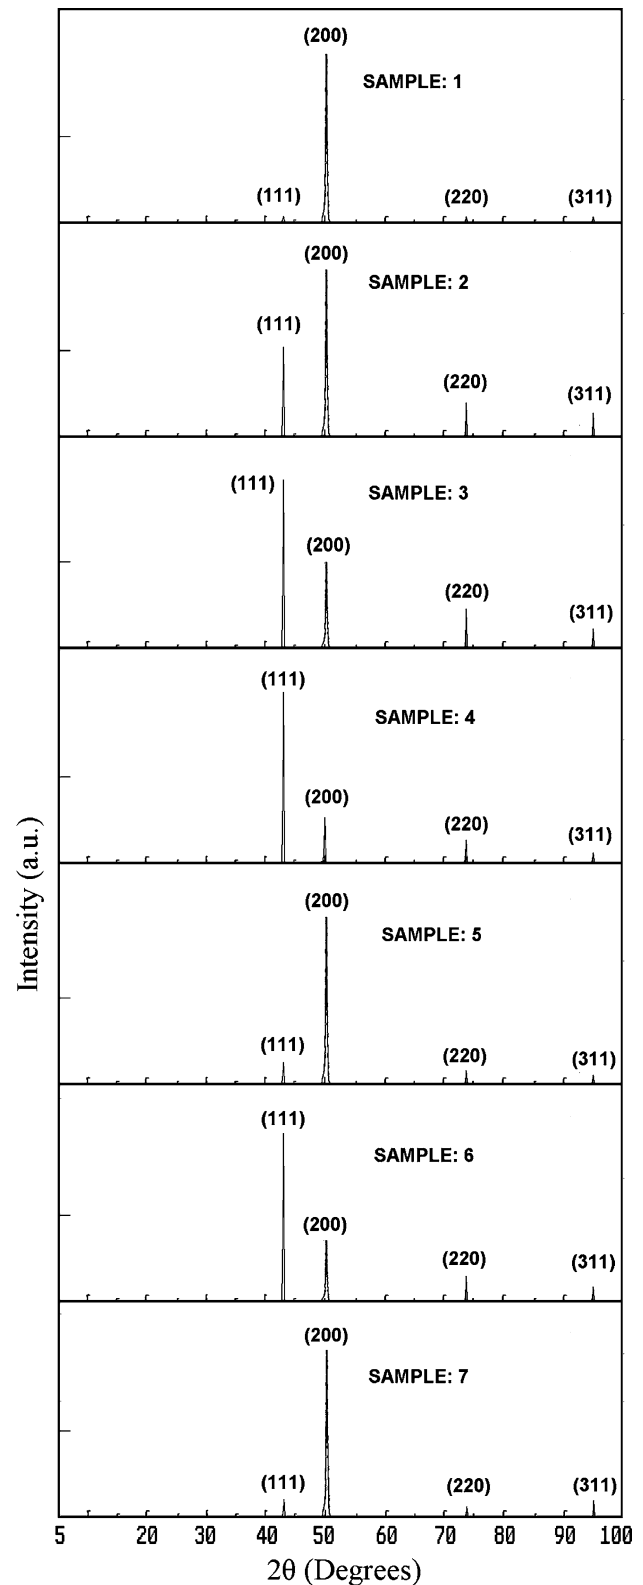 (200)
SAMPLE: 1
(111)
(220)
(311)
(200)
SAMPLE: 2
(111)
(220)
(311)
(111)
SAMPLE: 3
(200)
(220)
(311)
(111)
SAMPLE: 4
(200)
(220)
(311)
(200)
SAMPLE: 5
(111)
(220)
(311)
(111)
SAMPLE: 6
(200)
(220)
(311)
(200)
SAMPLE: 7
(111)
(220)
(311)
5 20 30 40 50 60 70 80 90 100
2θ (Degrees)
Intensity (a.u.)